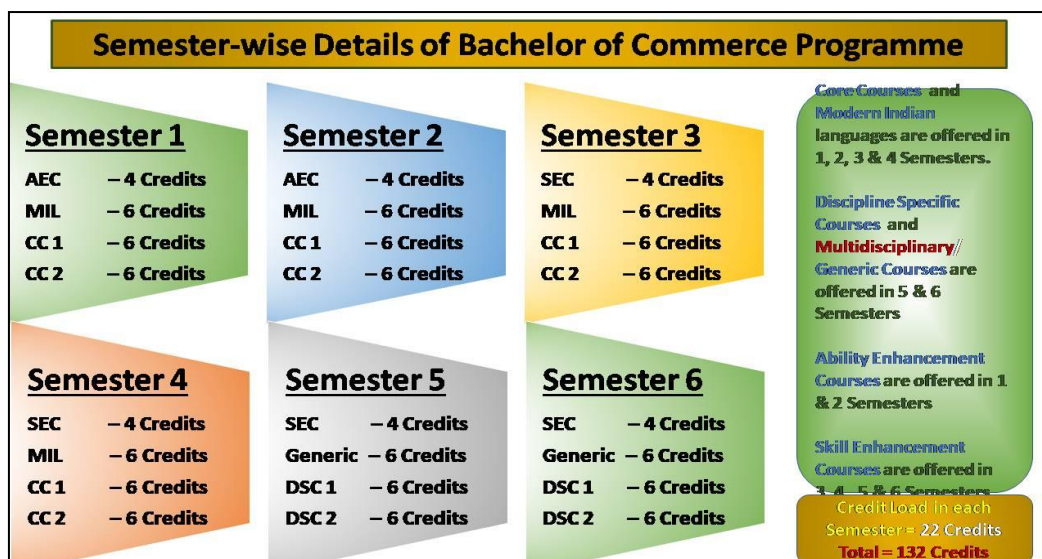 Semester-wise Details of Bachelor of Commerce Programme
Semester 1
AEC – 4 Credits
MIL – 6 Credits
CC 1 – 6 Credits
CC 2 – 6 Credits
Semester 2
AEC – 4 Credits
MIL – 6 Credits
CC 1 – 6 Credits
CC 2 – 6 Credits
Semester 3
SEC – 4 Credits
MIL – 6 Credits
CC 1 – 6 Credits
CC 2 – 6 Credits
Semester 4
SEC – 4 Credits
MIL – 6 Credits
CC 1 – 6 Credits
CC 2 – 6 Credits
Semester 5
SEC – 4 Credits
Generic – 6 Credits
DSC 1 – 6 Credits
DSC 2 – 6 Credits
Semester 6
SEC – 4 Credits
Generic – 6 Credits
DSC 1 – 6 Credits
DSC 2 – 6 Credits
Core Courses and
Modern Indian
languages are offered in
1, 2, 3 & 4 Semesters.
Discipline Specific
Courses and
Multidisciplinary/
Generic Courses are
offered in 5 & 6
Semesters
Ability Enhancement
Courses are offered in 1
& 2 Semesters
Skill Enhancement
Courses are offered in
3, 4, 5 & 6 Semesters
Credit Load in each
Semester = 22 Credits
Total = 132 Credits